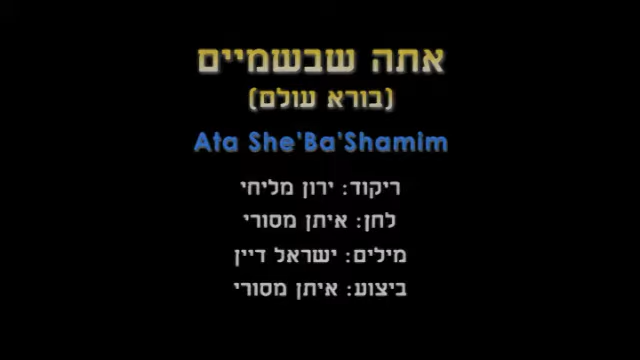 אתה שבשמיים
(בורא עולם)
Ata She'Ba'Shamim
ריקוד: ירון מליחי
לחן: איתן מסורי
מילים: ישראל דיין
ביצוע: איתן מסורי